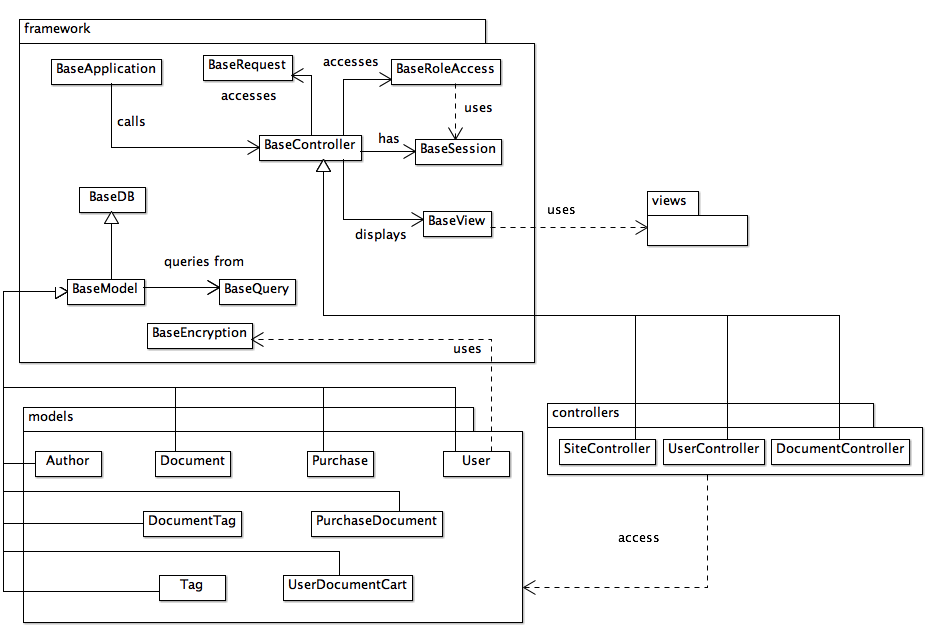 framework
BaseApplication
BaseRequest
accesses
BaseRoleAccess
accesses
uses
calls
BaseController
has
BaseSession
BaseDB
views
uses
BaseView
displays
queries from
BaseModel
BaseQuery
BaseEncryption
uses
models
controllers
SiteController
UserController
DocumentController
Author
Document
Purchase
User
DocumentTag
PurchaseDocument
access
Tag
UserDocumentCart